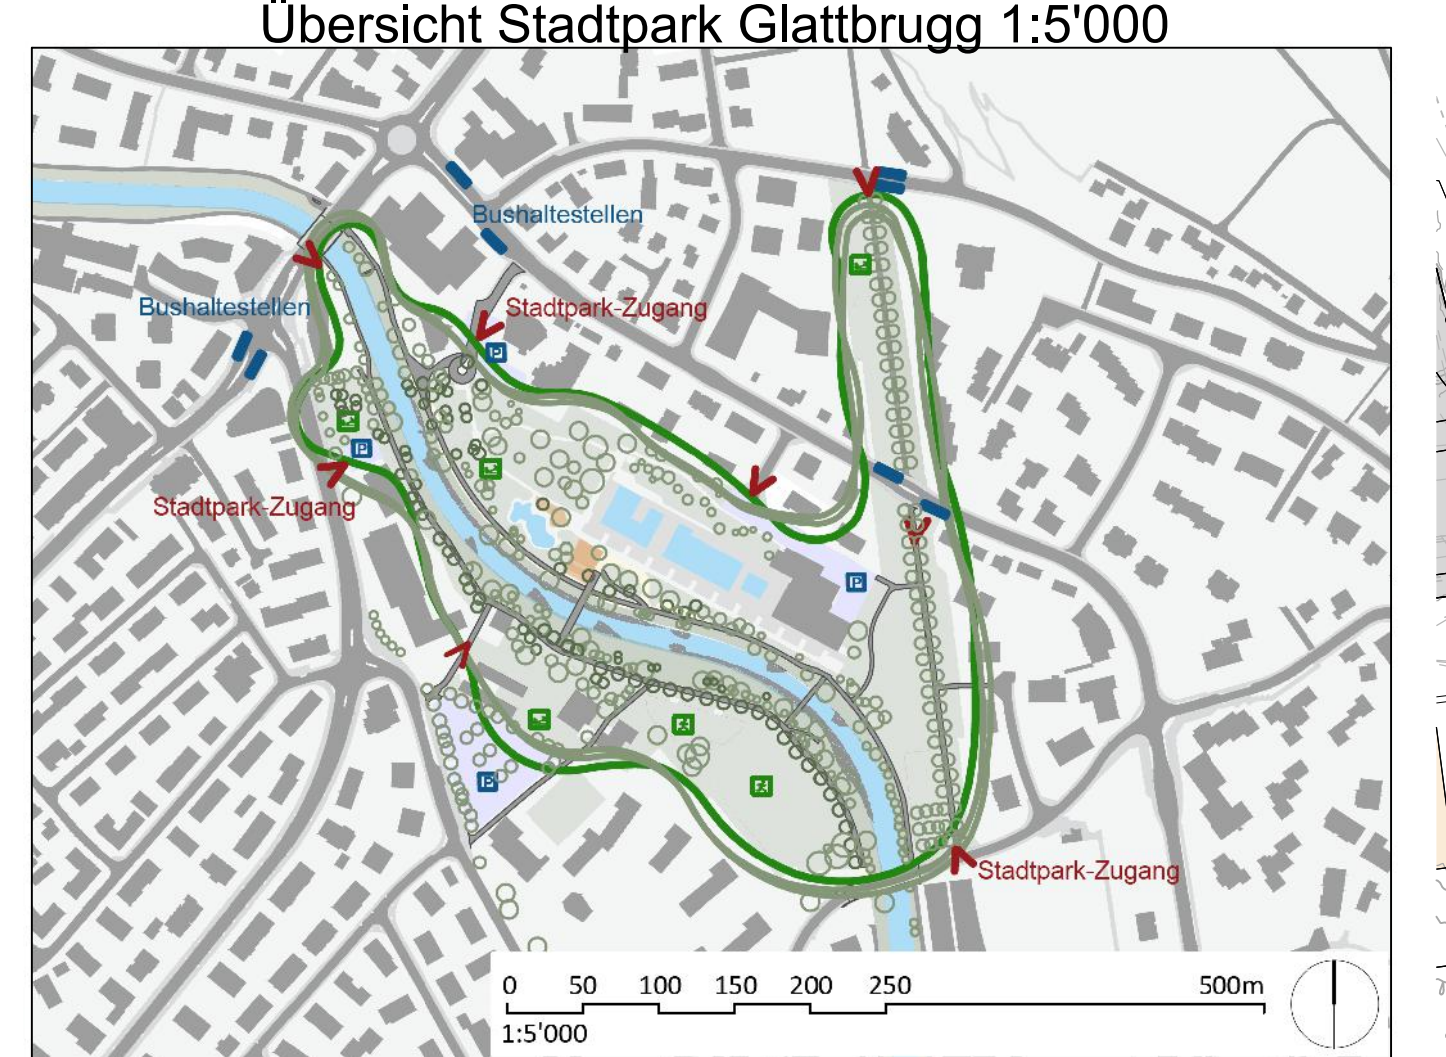 Übersicht Stadtpark Glattbrugg 1:5'000
Bushaltestellen
Bushaltestellen
Stadtpark-Zugang
P
P
Stadtpark-Zugang
P
P
Stadtpark-Zugang
0 50 100 150 200 250 500m
1:5'000